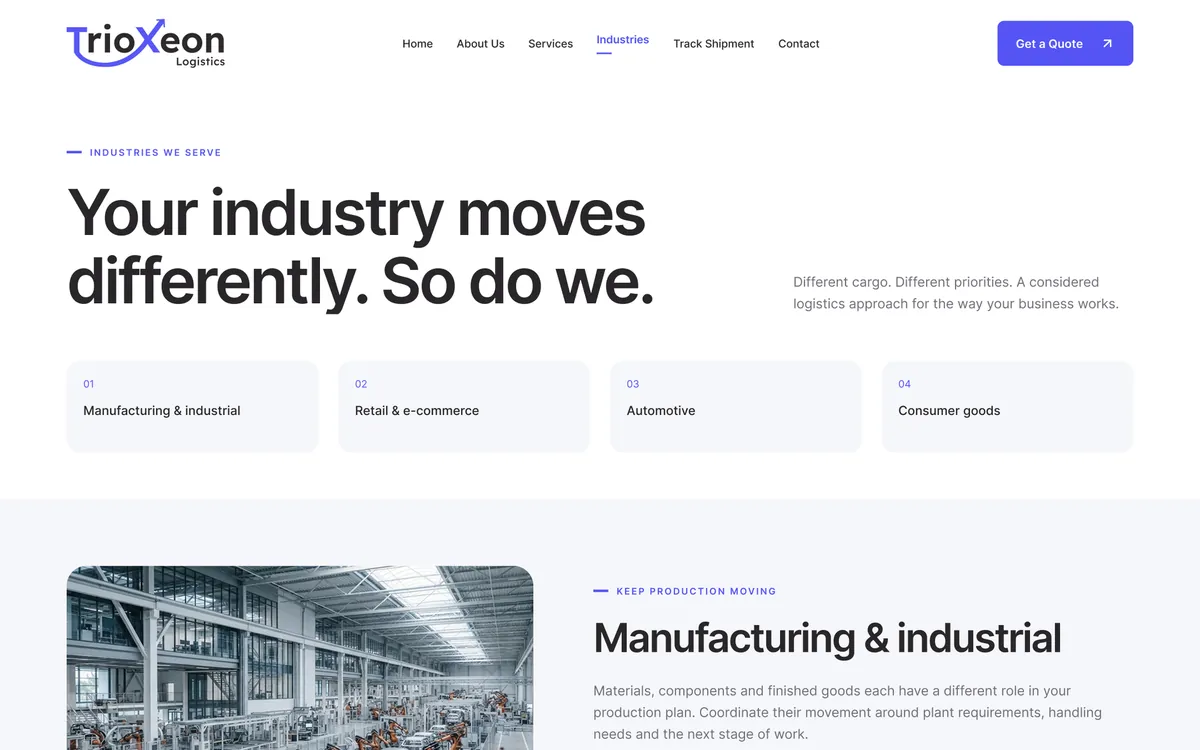 TrioXeon
Logistics
Home
About Us
Services
Industries
Track Shipment
Contact
Get a Quote
INDUSTRIES WE SERVE
Your industry moves
differently. So do we.
Different cargo. Different priorities. A considered
logistics approach for the way your business works.
01
Manufacturing & industrial
02
Retail & e-commerce
03
Automotive
04
Consumer goods
KEEP PRODUCTION MOVING
Manufacturing & industrial
Materials, components and finished goods each have a different role in your
production plan. Coordinate their movement around plant requirements, handling
needs and the next stage of work.